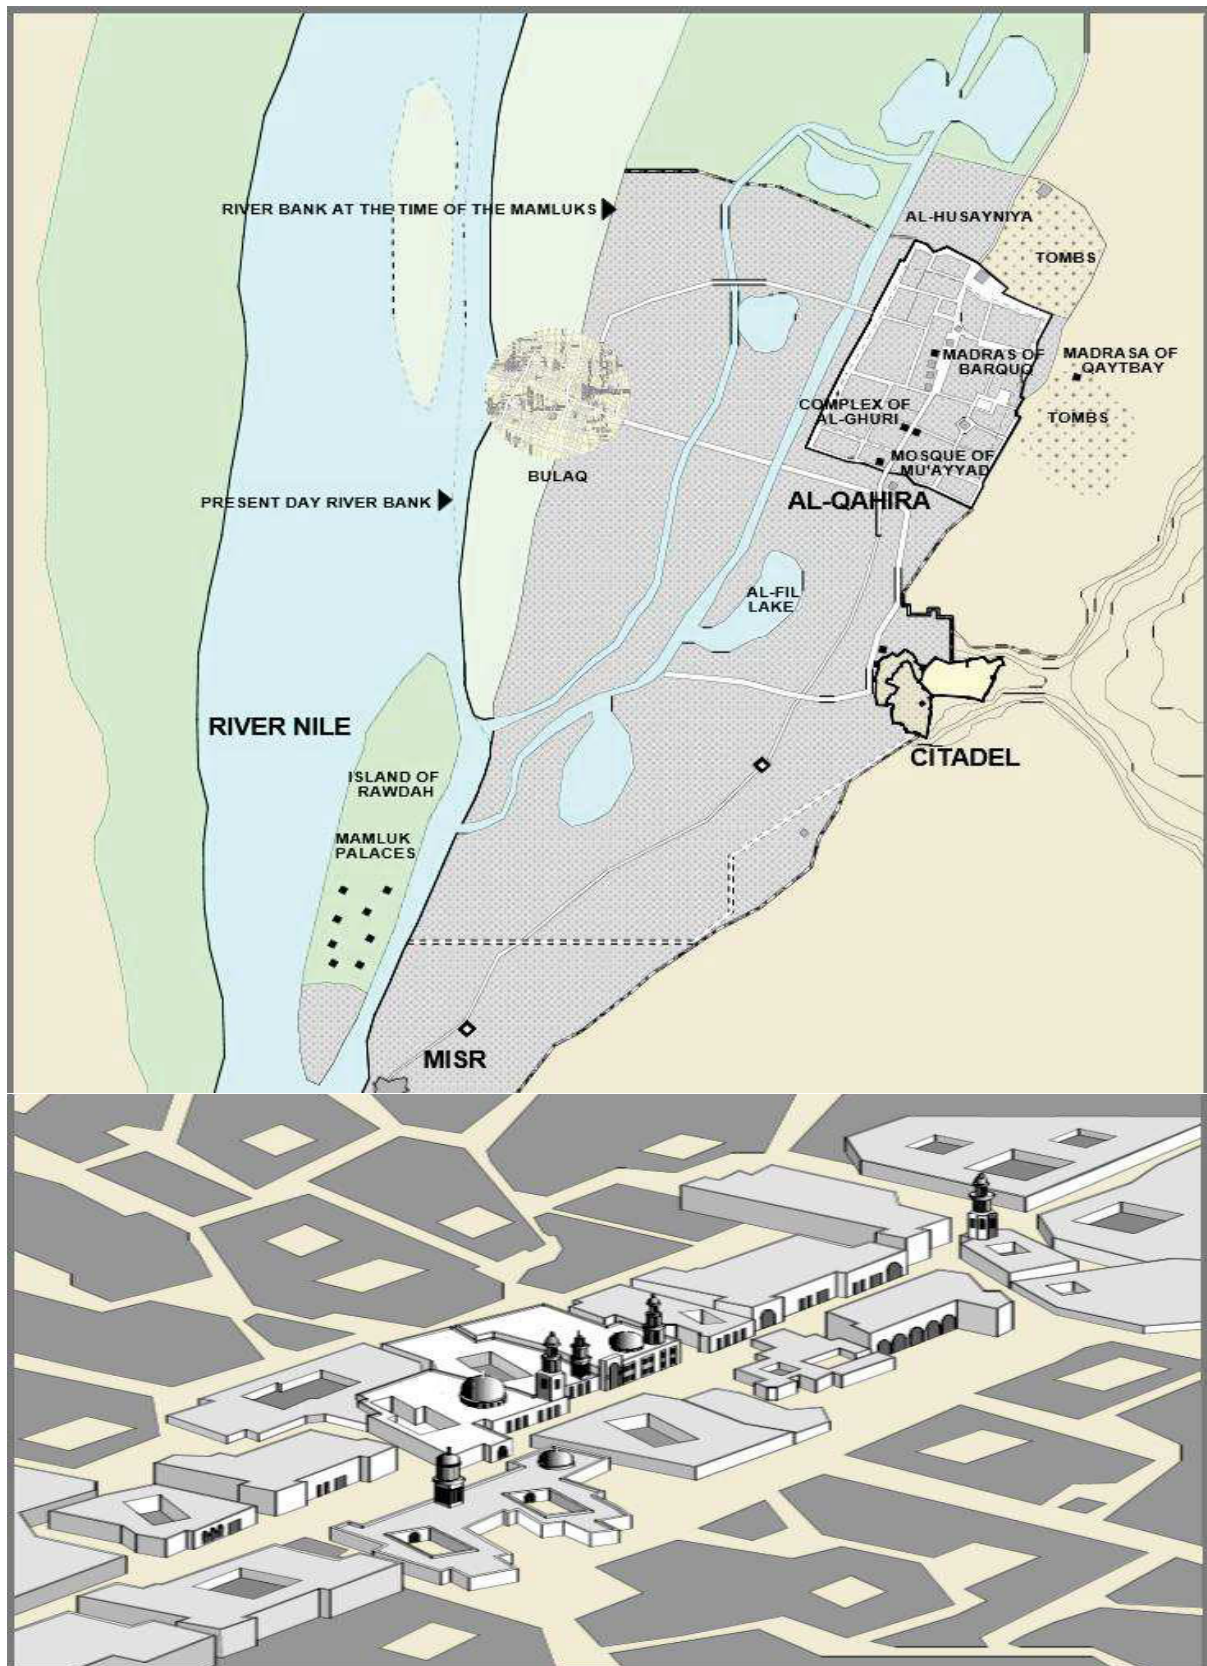 RIVER BANK AT THE TIME OF THE MAMLUKS
AL-HUSAYNIYA
TOMBS
MADRA'S OF
BARQUQ
MADRASA OF
QAYTBAY
COMPLEX OF
AL-GHURI
TOMBS
MOSQUE OF
MU'AYYAD
BULAQ
PRESENT DAY RIVER BANK
AL-QAHIRA
AL-FIL
LAKE
RIVER NILE
CITADEL
ISLAND OF
RAWDAH
MAMLUK
PALACES
MISR